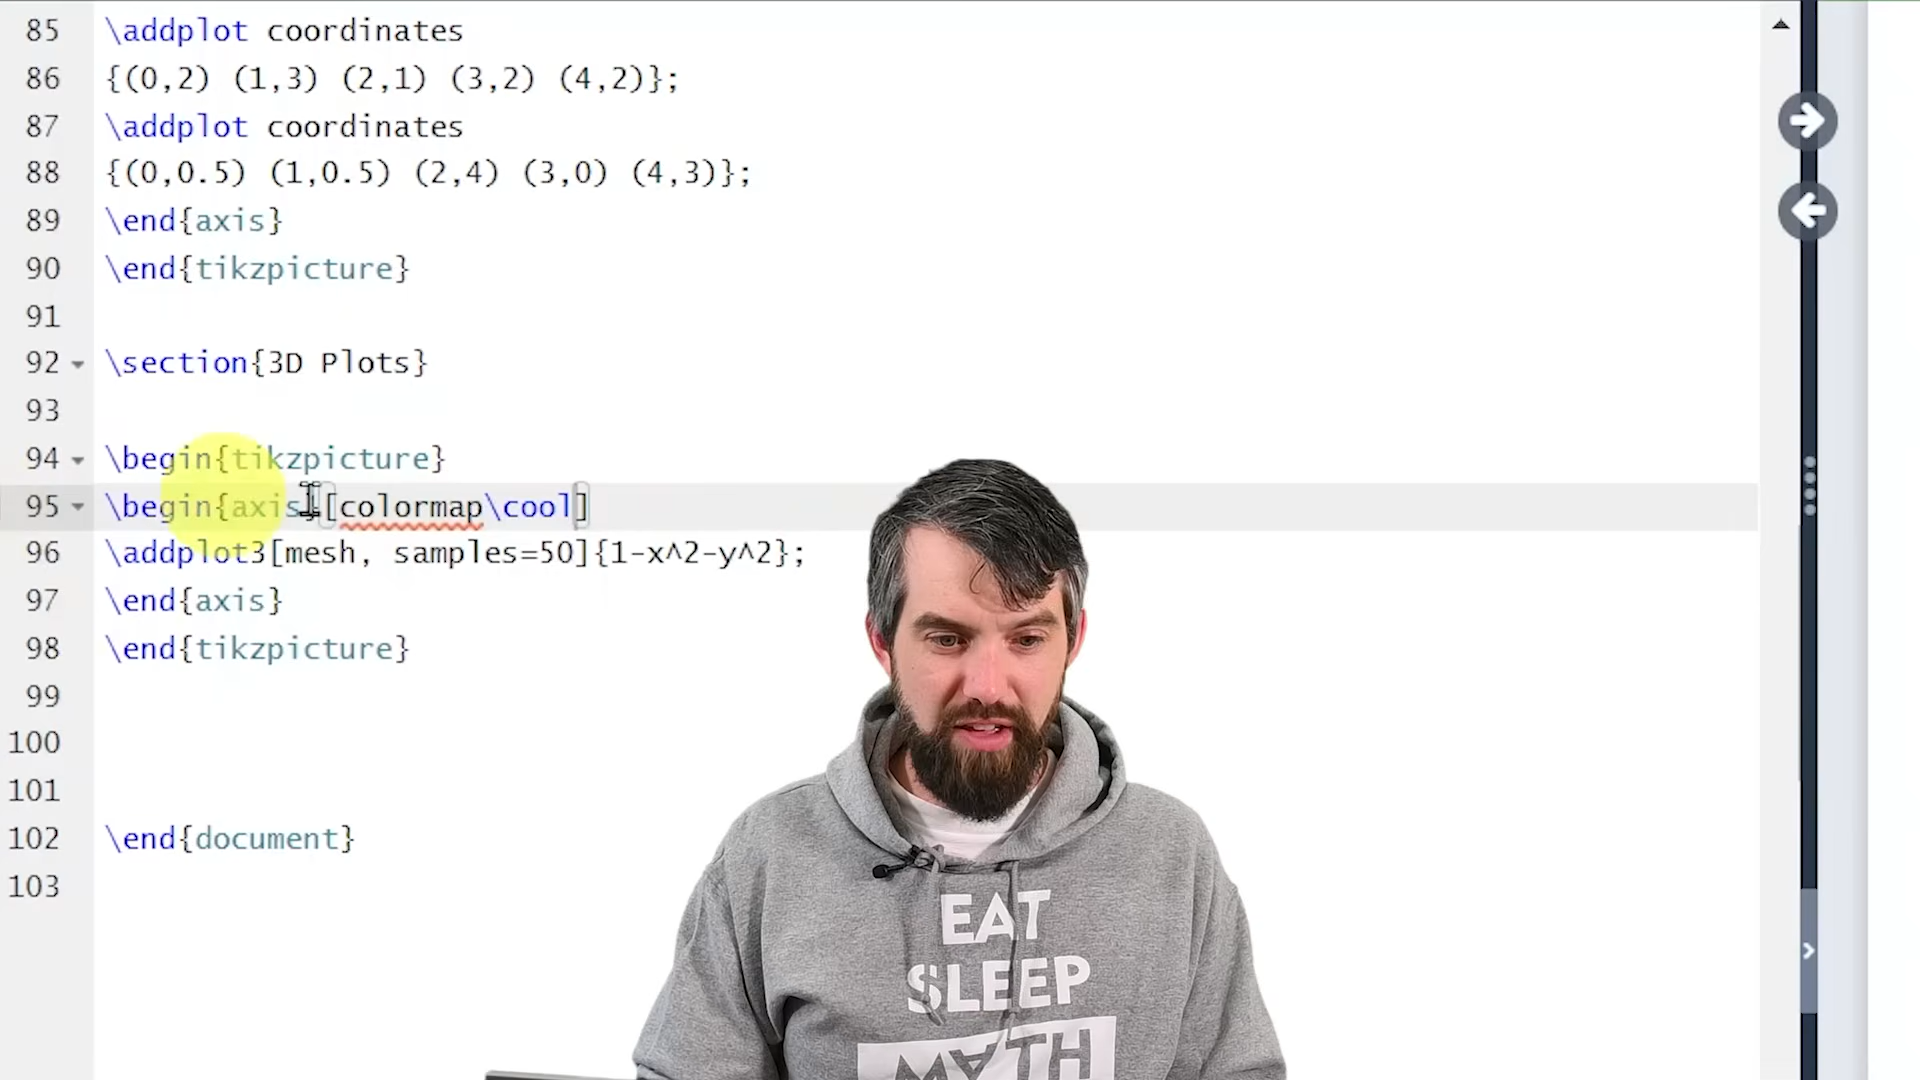 85 \addplot coordinates
86 {(0,2) (1,3) (2,1) (3,2) (4,2)};
87 \addplot coordinates
88 {(0,0.5) (1,0.5) (2,4) (3,0) (4,3)};
89 \end{axis}
90 \end{tikzpicture}
91
92 \section{3D Plots}
93
94 \begin{tikzpicture}
95 \begin{axis}[colormap\cool]
96 \addplot3[mesh, samples=50]{1-x^2-y^2};
97 \end{axis}
98 \end{tikzpicture}
99
100
101
102 \end{document}
103
EAT
SLEEP
MATH